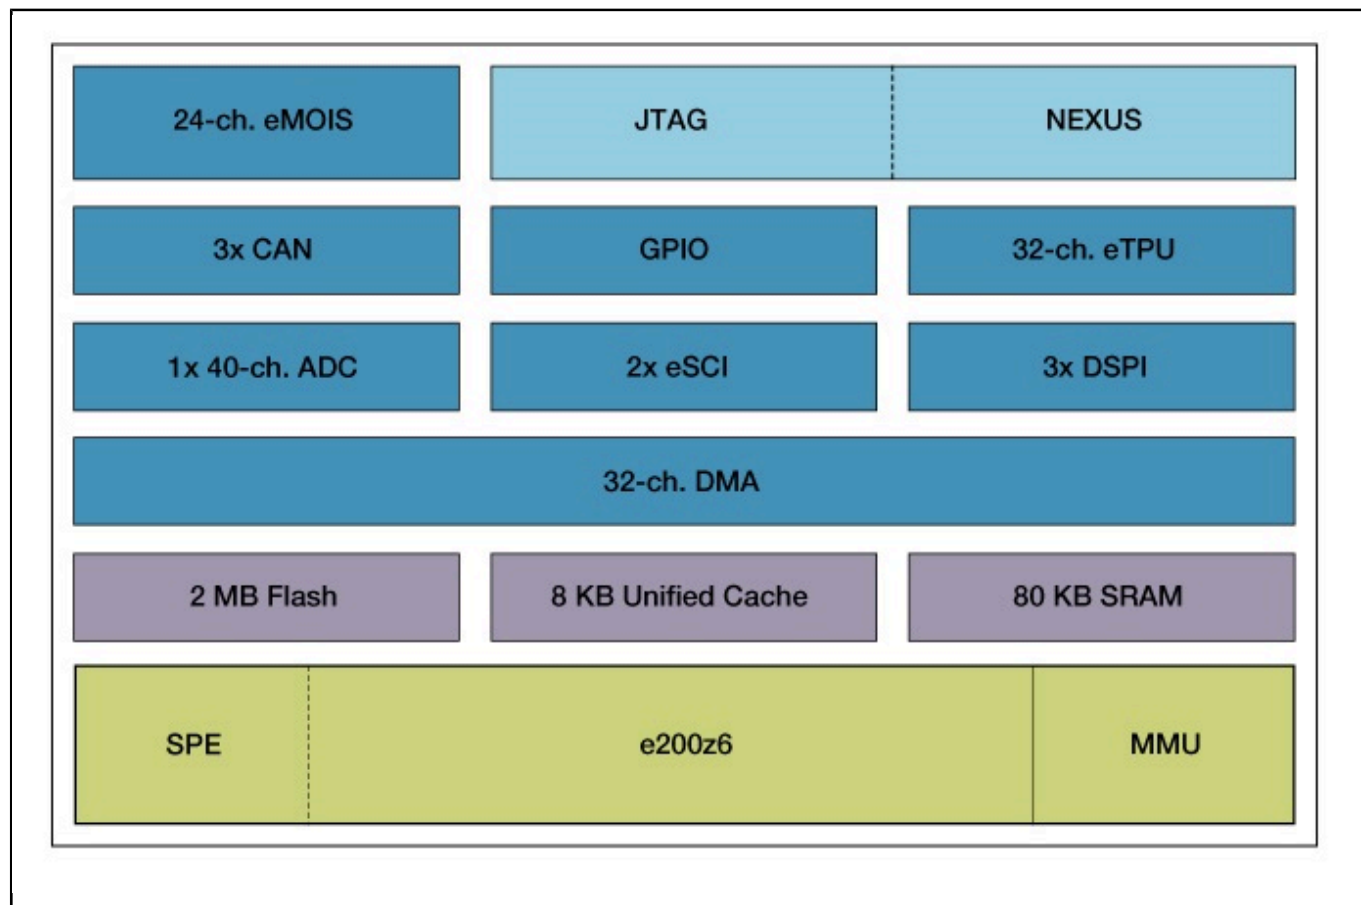 24-ch. eMOIS
JTAG
NEXUS
3x CAN
GPIO
32-ch. eTPU
1x 40-ch. ADC
2x eSCI
3x DSPI
32-ch. DMA
2 MB Flash
8 KB Unified Cache
80 KB SRAM
SPE
e200z6
MMU